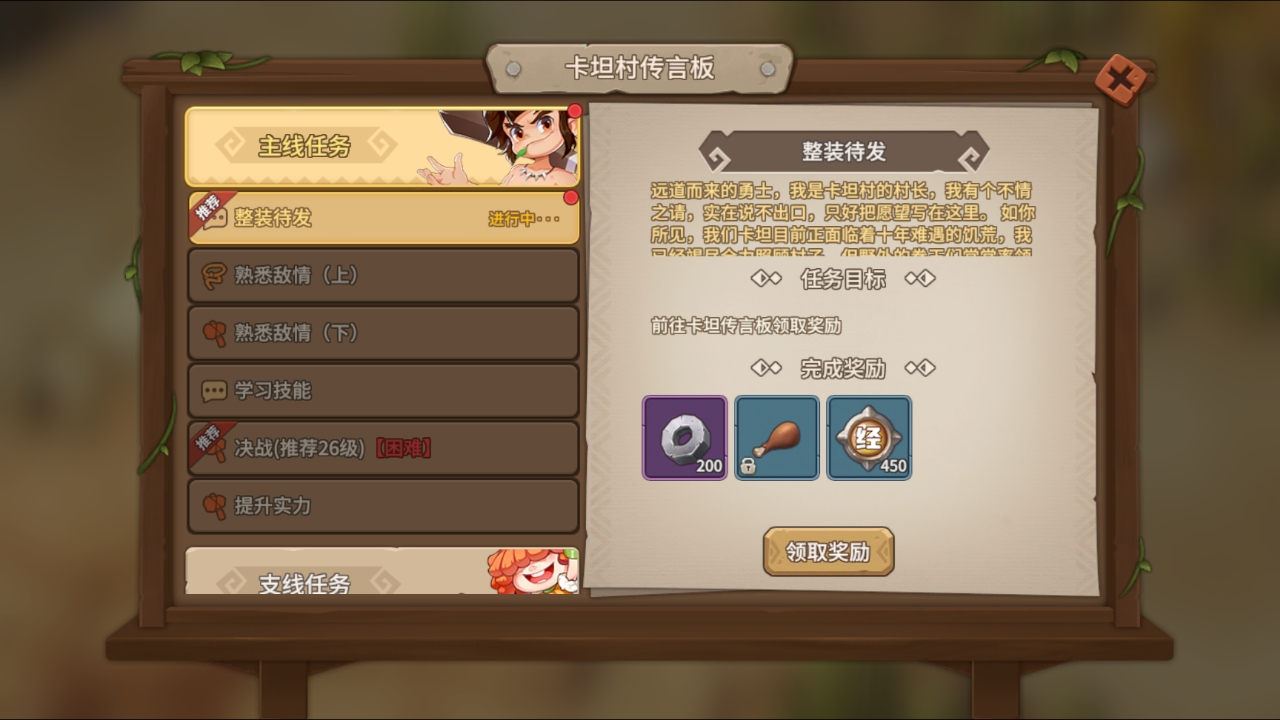 卡坦村传言板
主线任务
推荐
整装待发
进行中···
熟悉敌情（上）
熟悉敌情（下）
学习技能
推荐
决战(推荐26级)【困难】
提升实力
支线任务
整装待发
远道而来的勇士，我是卡坦村的村长，我有个不情
之请，实在说不出口，只好把愿望写在这里。 如你
所见，我们卡坦目前正面临着十年难遇的饥荒，我
任务目标
前往卡坦传言板领取奖励
完成奖励
200
经
450
领取奖励